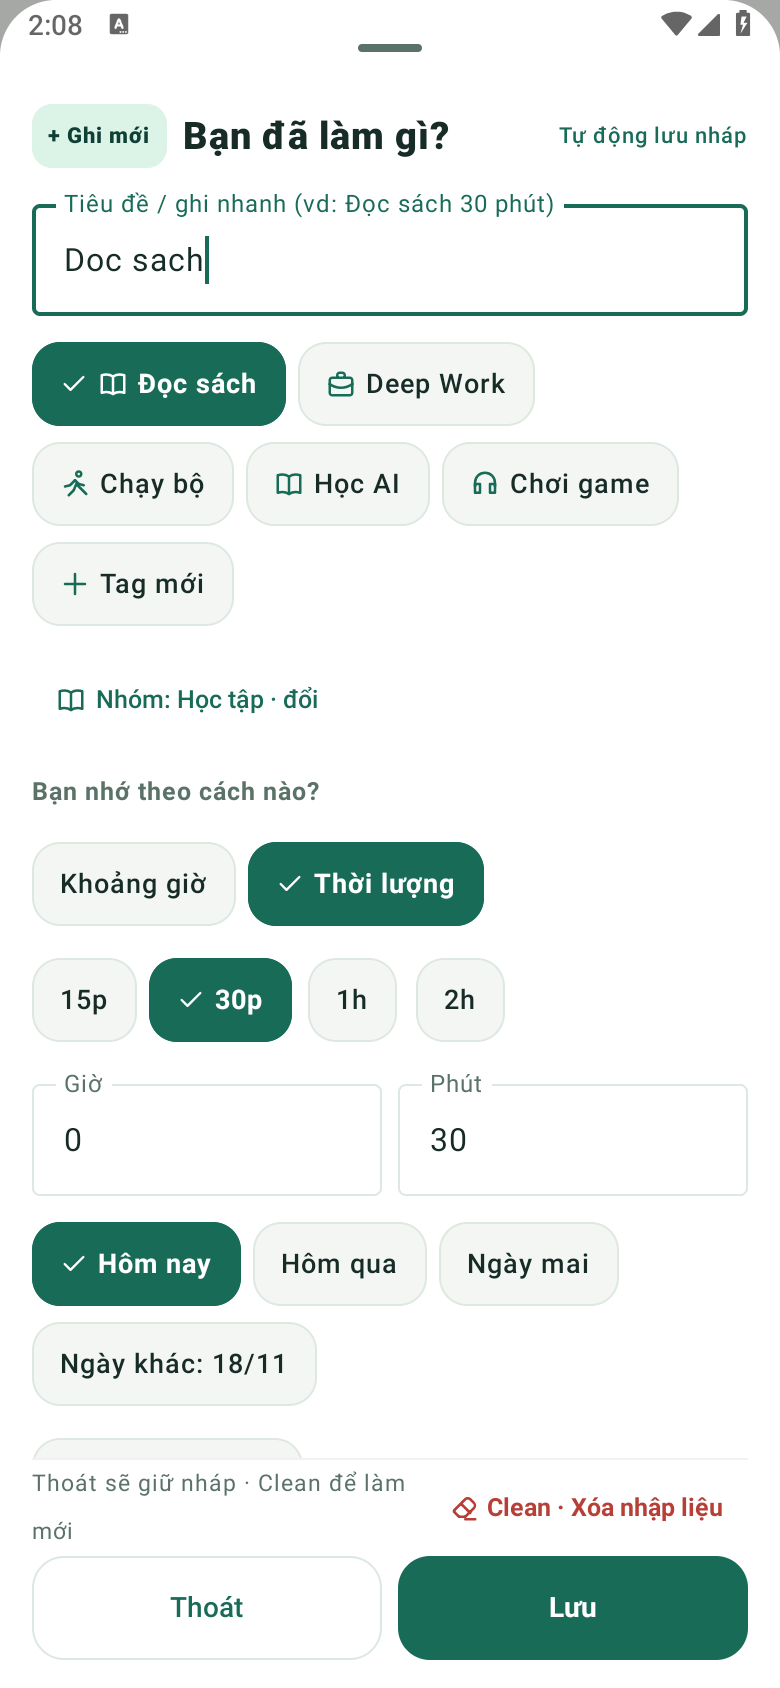 2:08
A
+ Ghi mới Bạn đã làm gì? Tự động lưu nháp
Tiêu đề / ghi nhanh (vd: Đọc sách 30 phút)
Doc sach
Đọc sách Deep Work
Chạy bộ Học AI Chơi game
Tag mới
Nhóm: Học tập · đổi
Bạn nhớ theo cách nào?
Khoảng giờ Thời lượng
15p 30p 1h 2h
Giờ Phút
0 30
Hôm nay Hôm qua Ngày mai
Ngày khác: 18/11
Thoát sẽ giữ nháp · Clean để làm
mới
Clean · Xóa nhập liệu
Thoát Lưu